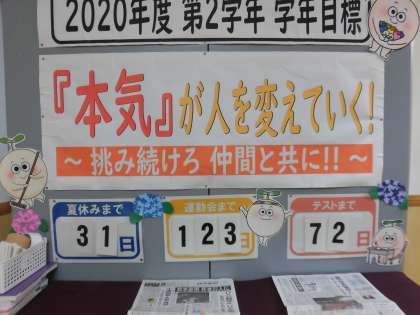 2020年度 第2学年 学年目標
『本気』が人を変えていく!
～ 挑み続けろ 仲間と共に!! ～
夏休みまで
31日
運動会まで
123日
テストまで
72日